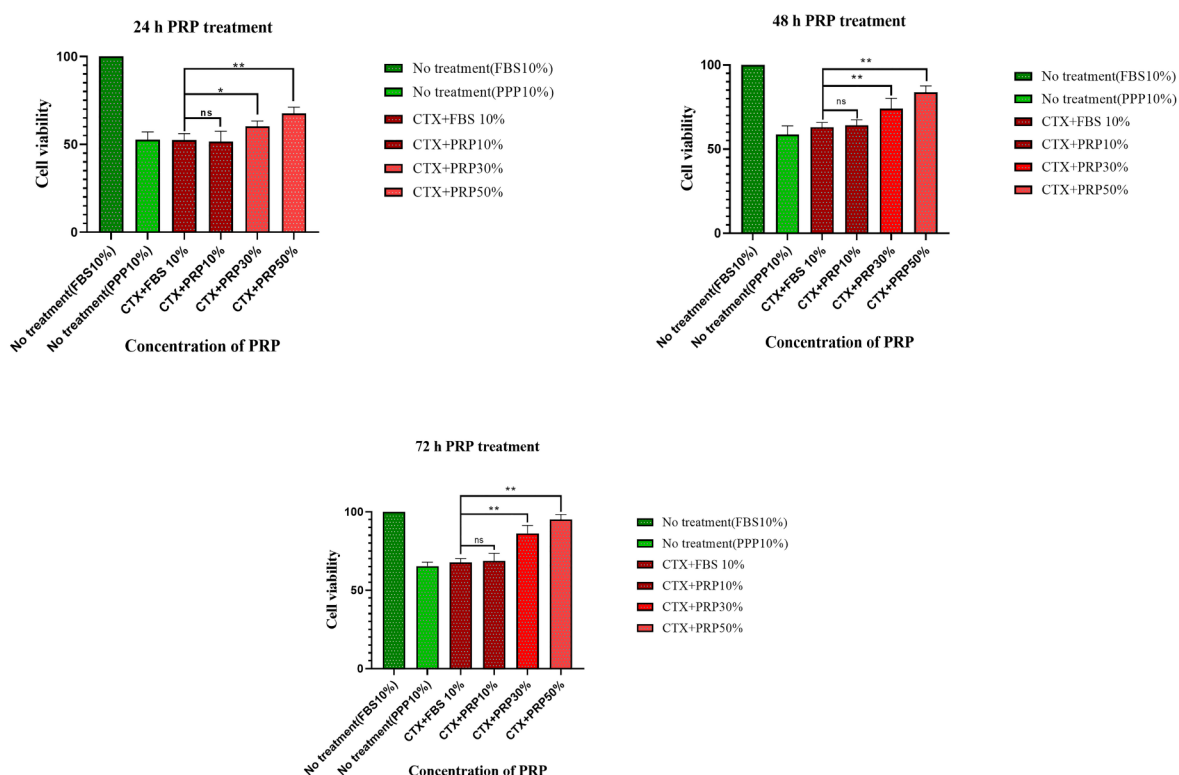 24 h PRP treatment
Cell viability
100
50
0
**
*
ns
No treatment(FBS10%)
No treatment(PPP10%)
CTX+FBS 10%
CTX+PRP10%
CTX+PRP30%
CTX+PRP50%
Concentration of PRP
No treatment(FBS10%)
No treatment(PPP10%)
CTX+FBS 10%
CTX+PRP10%
CTX+PRP30%
CTX+PRP50%
48 h PRP treatment
Cell viability
100
50
0
**
**
ns
No treatment(FBS10%)
No treatment(PPP10%)
CTX+FBS 10%
CTX+PRP10%
CTX+PRP30%
CTX+PRP50%
Concentration of PRP
No treatment(FBS10%)
No treatment(PPP10%)
CTX+FBS 10%
CTX+PRP10%
CTX+PRP30%
CTX+PRP50%
72 h PRP treatment
Cell viability
100
50
0
**
**
ns
No treatment(FBS10%)
No treatment(PPP10%)
CTX+FBS 10%
CTX+PRP10%
CTX+PRP30%
CTX+PRP50%
Concentration of PRP
No treatment(FBS10%)
No treatment(PPP10%)
CTX+FBS 10%
CTX+PRP10%
CTX+PRP30%
CTX+PRP50%